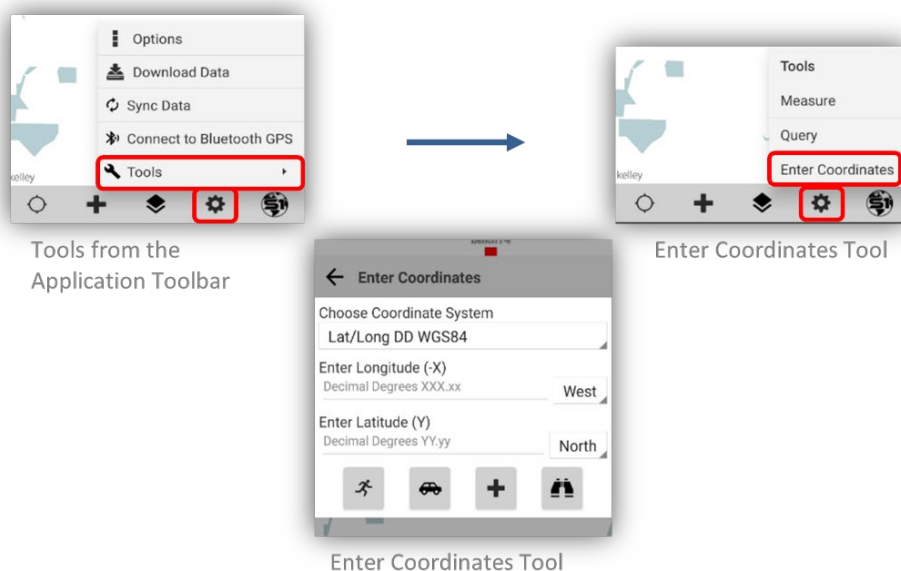 Options
Download Data
Sync Data
Connect to Bluetooth GPS
Tools
kelley
Tools from the
Application Toolbar
Tools
Measure
Query
Enter Coordinates
kelley
Enter Coordinates Tool
Enter Coordinates
Choose Coordinate System
Lat/Long DD WGS84
Enter Longitude (-X)
Decimal Degrees XXX.xx
West
Enter Latitude (Y)
Decimal Degrees YY.yy
North
Enter Coordinates Tool